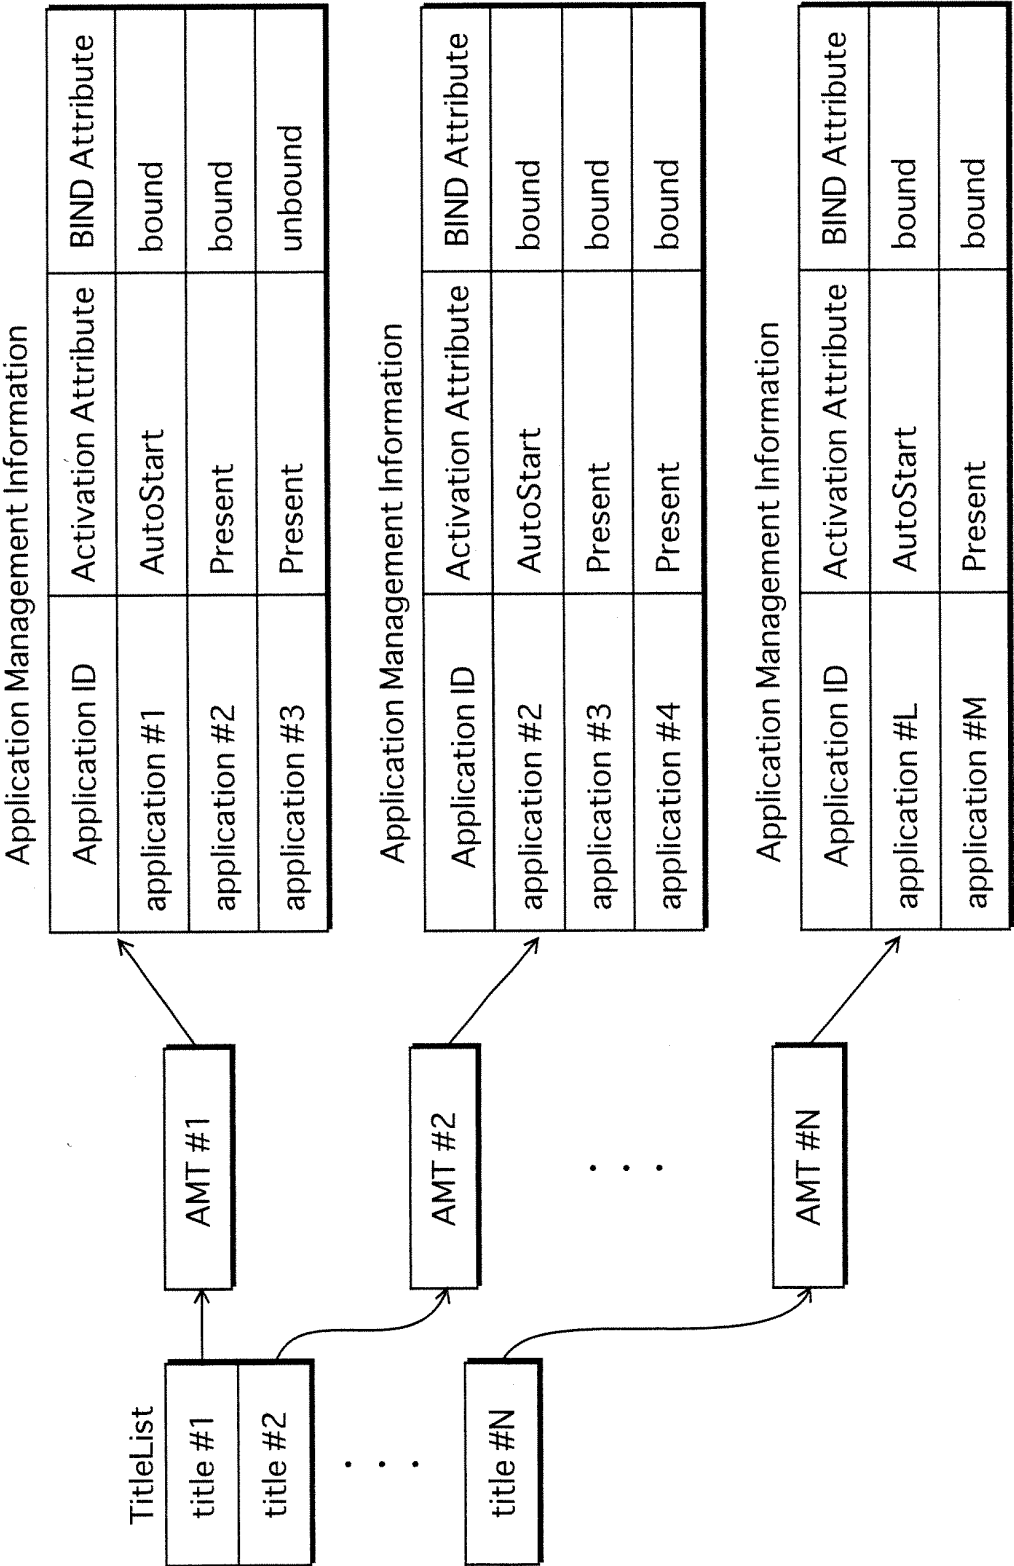 TitleList
title #1
title #2
. . .
title #N
AMT #1
AMT #2
. . .
AMT #N
Application Management Information
Application ID Activation Attribute BIND Attribute
application #1 AutoStart bound
application #2 Present bound
application #3 Present unbound
Application Management Information
Application ID Activation Attribute BIND Attribute
application #2 AutoStart bound
application #3 Present bound
application #4 Present bound
Application Management Information
Application ID Activation Attribute BIND Attribute
application #L AutoStart bound
application #M Present bound